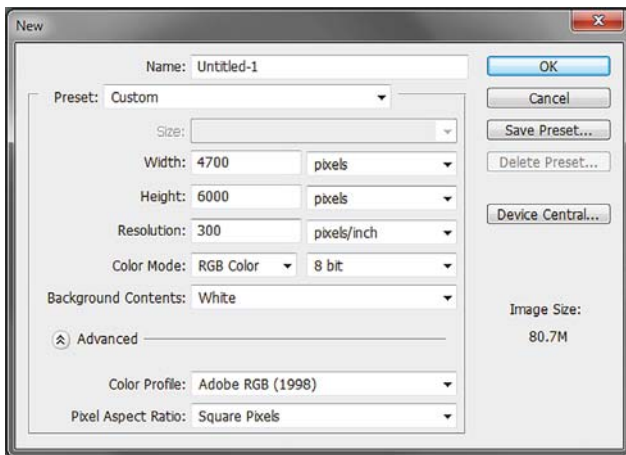 New
Name: Untitled-1
OK
Preset: Custom
Cancel
Size:
Save Preset...
Width: 4700 pixels
Delete Preset...
Height: 6000 pixels
Device Central...
Resolution: 300 pixels/inch
Color Mode: RGB Color 8 bit
Background Contents: White
Image Size:
80.7M
Advanced
Color Profile: Adobe RGB (1998)
Pixel Aspect Ratio: Square Pixels